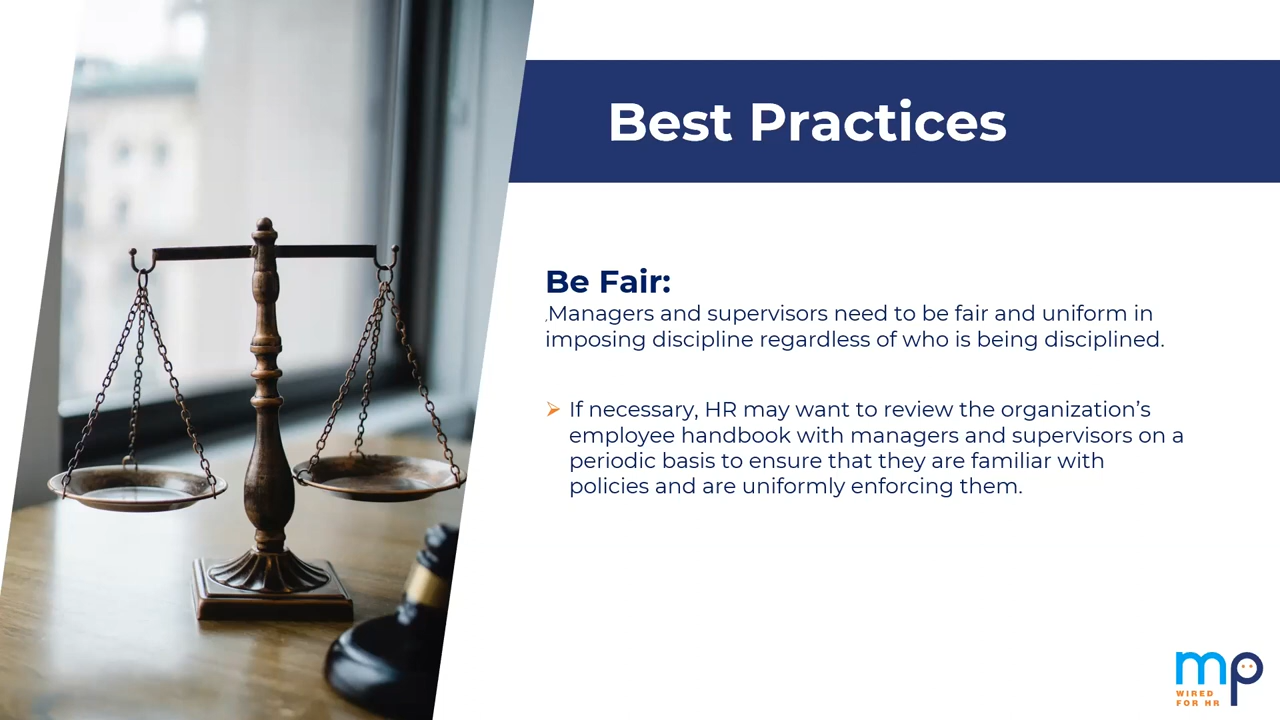 Best Practices
Be Fair:
.Managers and supervisors need to be fair and uniform in
imposing discipline regardless of who is being disciplined.
➢ If necessary, HR may want to review the organization’s
employee handbook with managers and supervisors on a
periodic basis to ensure that they are familiar with
policies and are uniformly enforcing them.
mp
WIRED
FOR HR